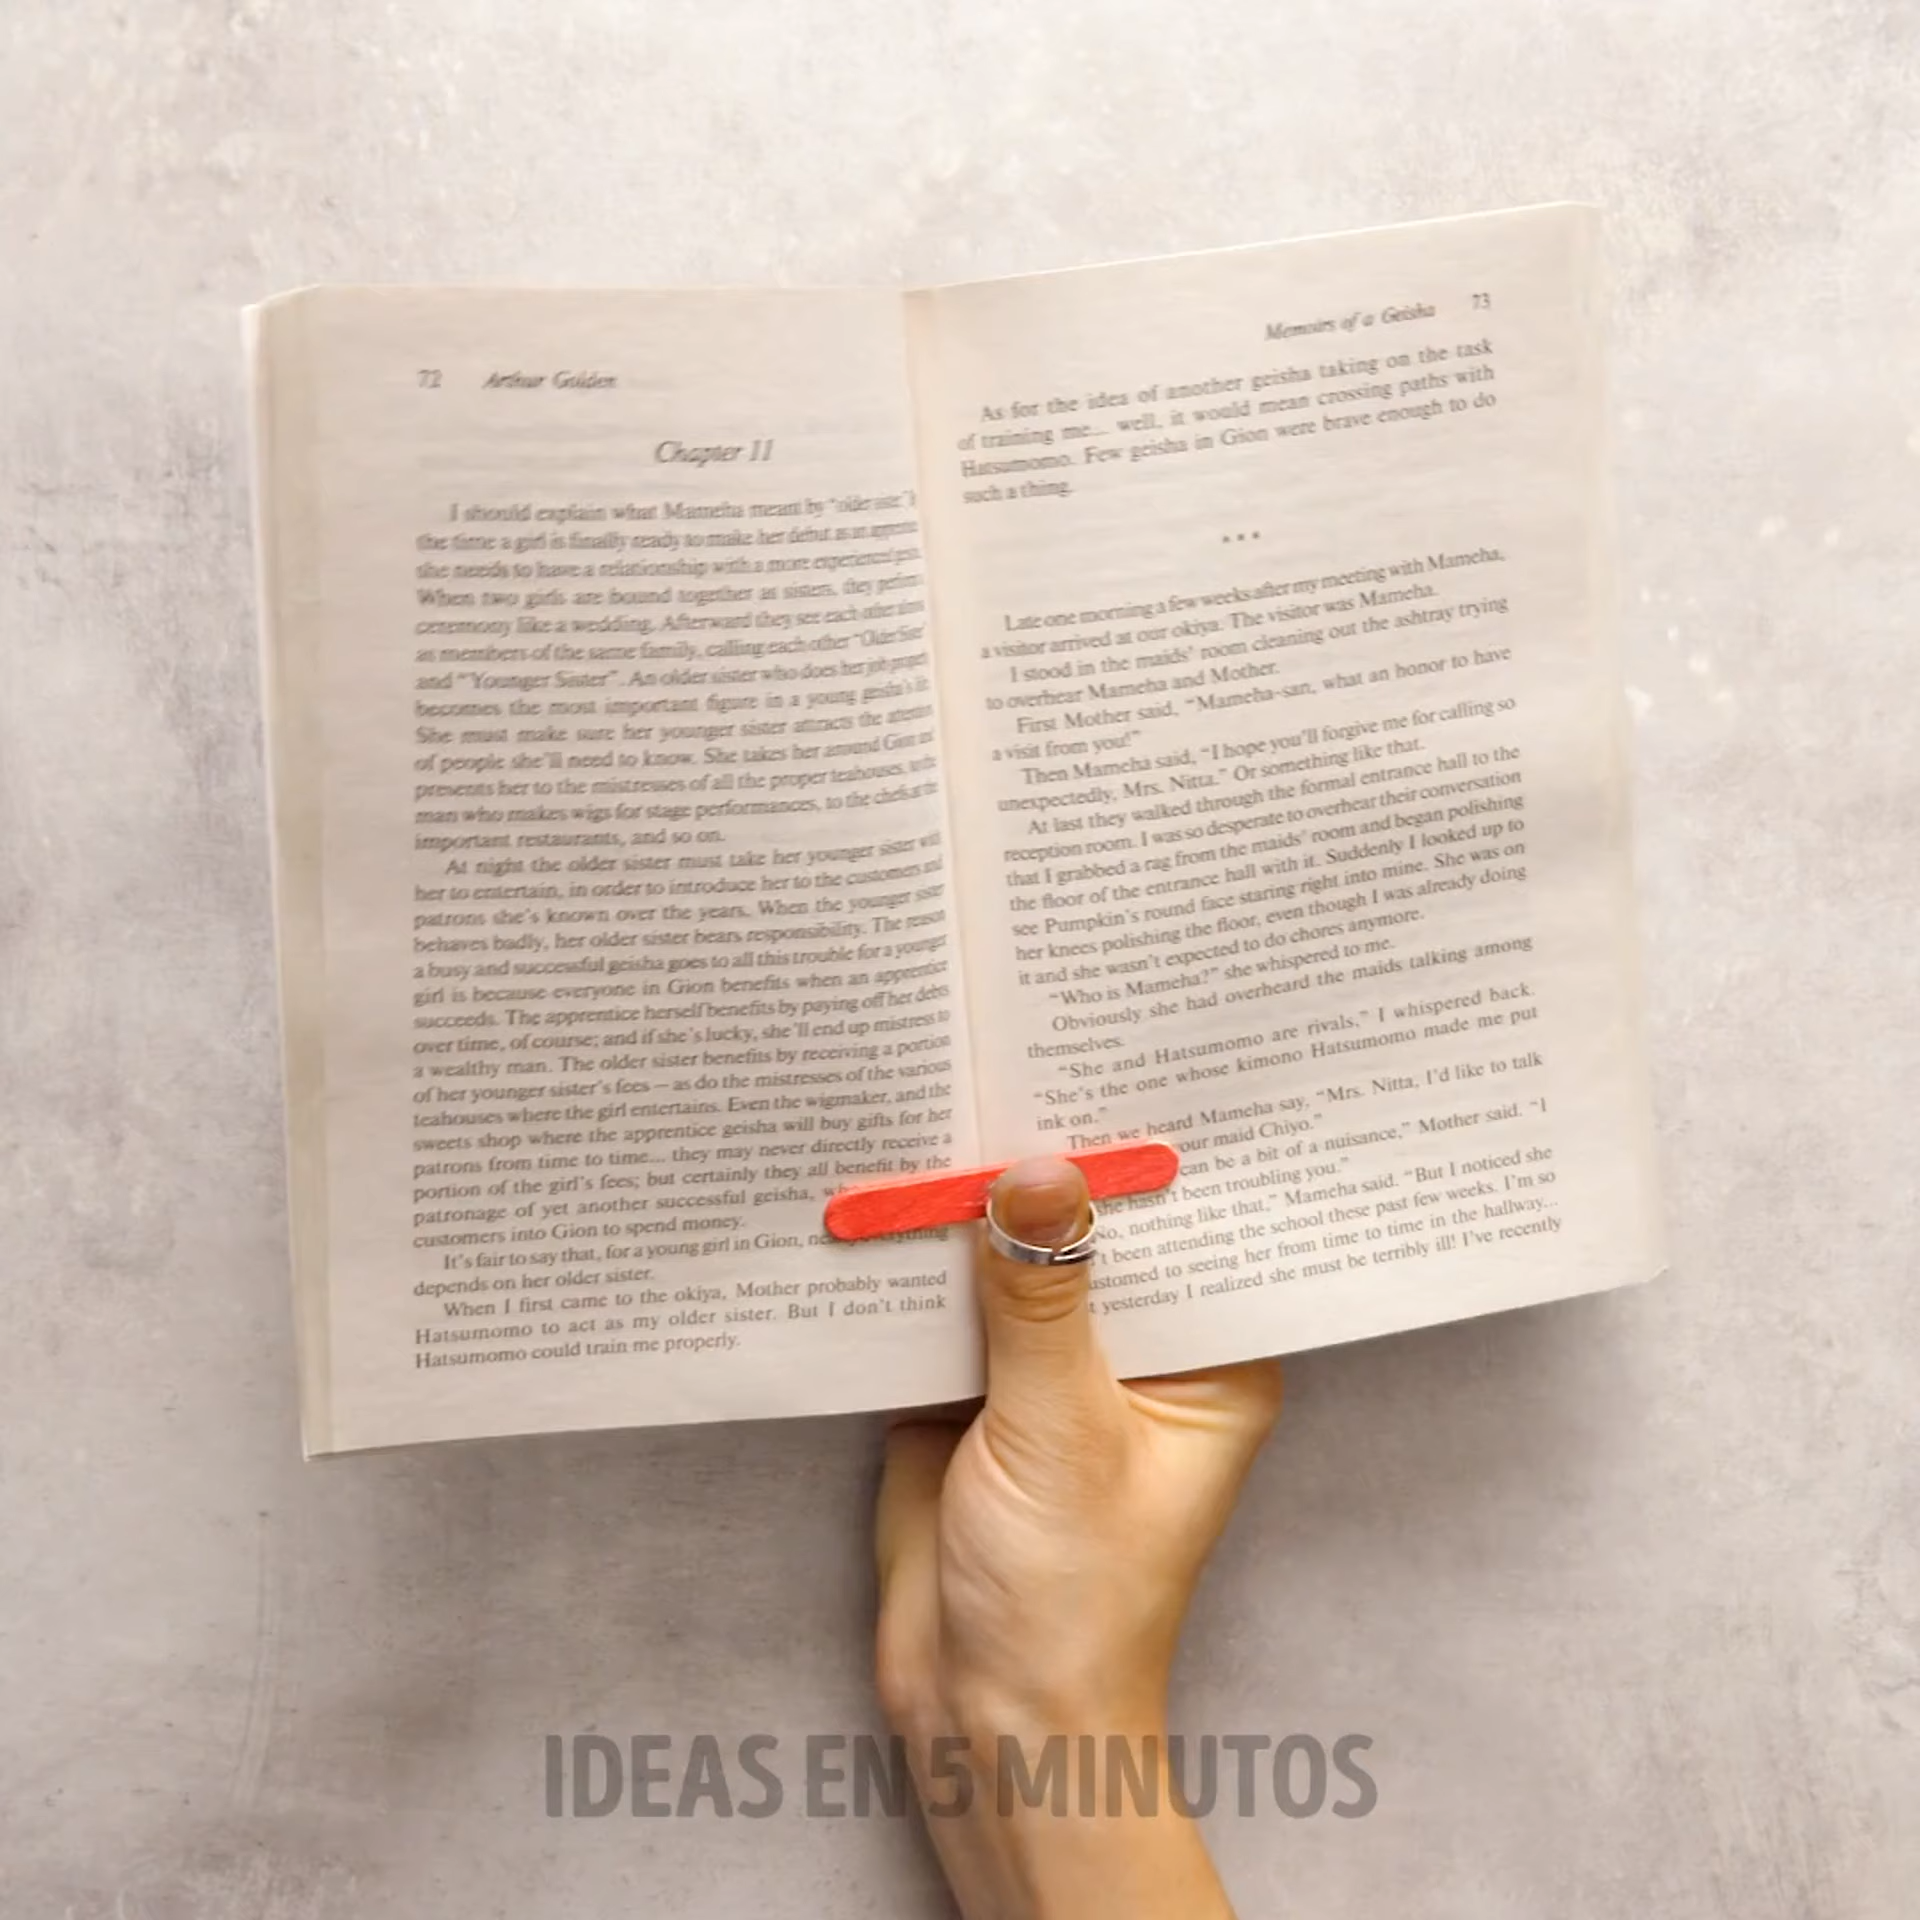 72 Arthur Golden
Chapter 11
I should explain what Mameha meant by "older sister".
the time a girl is finally ready to make her debut as an apprentice
she needs to have a relationship with a more experienced
When two girls are bound together as sisters, they perform
ceremony like a wedding. Afterward they see each other
as members of the same family, calling each other "Older Sister"
and "Younger Sister". An older sister who does her job properly
becomes the most important figure in a young geisha's
She must make sure her younger sister attracts the attention
of people she'll need to know. She takes her around Gion and
presents her to the mistresses of all the proper teahouses,
man who makes wigs for stage performances, to the chefs at the
important restaurants, and so on.
At night the older sister must take her younger sister with
her to entertain, in order to introduce her to the customers and
patrons she's known over the years. When the younger sister
behaves badly, her older sister bears responsibility. The reason
a busy and successful geisha goes to all this trouble for a younger
girl is because everyone in Gion benefits when an apprentice
succeeds. The apprentice herself benefits by paying off her debts
over time, of course; and if she's lucky, she'll end up mistress to
a wealthy man. The older sister benefits by receiving a portion
of her younger sister's fees – as do the mistresses of the various
teahouses where the girl entertains. Even the wigmaker, and the
sweets shop where the apprentice geisha will buy gifts for her
patrons from time to time... they may never directly receive a
portion of the girl's fees; but certainly they all benefit by the
patronage of yet another successful geisha,
customers into Gion to spend money.
It's fair to say that, for a young girl in Gion,
depends on her older sister.
When I first came to the okiya, Mother probably wanted
Hatsumomo to act as my older sister. But I don't think
Hatsumomo could train me properly.
Memoirs of a Geisha 73
As for the idea of another geisha taking on the task
of training me... well, it would mean crossing paths with
Hatsumomo. Few geisha in Gion were brave enough to do
such a thing.
• • •
Late one morning a few weeks after my meeting with Mameha,
a visitor arrived at our okiya. The visitor was Mameha.
I stood in the maids' room cleaning out the ashtray trying
to overhear Mameha and Mother.
First Mother said, "Mameha-san, what an honor to have
a visit from you!"
Then Mameha said, "I hope you'll forgive me for calling so
unexpectedly, Mrs. Nitta." Or something like that.
At last they walked through the formal entrance hall to the
reception room. I was so desperate to overhear their conversation
that I grabbed a rag from the maids' room and began polishing
the floor of the entrance hall with it. Suddenly I looked up to
see Pumpkin's round face staring right into mine. She was on
her knees polishing the floor, even though I was already doing
it and she wasn't expected to do chores anymore.
"Who is Mameha?" she whispered to me.
Obviously she had overheard the maids talking among
themselves.
"She and Hatsumomo are rivals," I whispered back.
"She's the one whose kimono Hatsumomo made me put
ink on."
Then we heard Mameha say, "Mrs. Nitta, I'd like to talk
your maid Chiyo."
can be a bit of a nuisance," Mother said. "I
she hasn't been troubling you."
No, nothing like that," Mameha said. "But I noticed she
been attending the school these past few weeks. I'm so
to seeing her from time to time in the hallway...
yesterday I realized she must be terribly ill! I've recently
IDEAS EN 5 MINUTOS